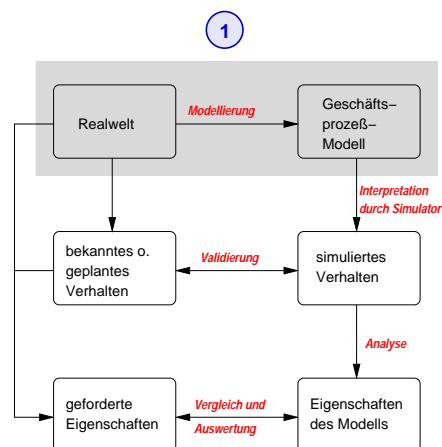 1
Realwelt
Modellierung
Geschäfts–
prozeß–
Modell
Interpretation
durch Simulator
bekanntes o.
geplantes
Verhalten
Validierung
simuliertes
Verhalten
Analyse
geforderte
Eigenschaften
Vergleich und
Auswertung
Eigenschaften
des Modells